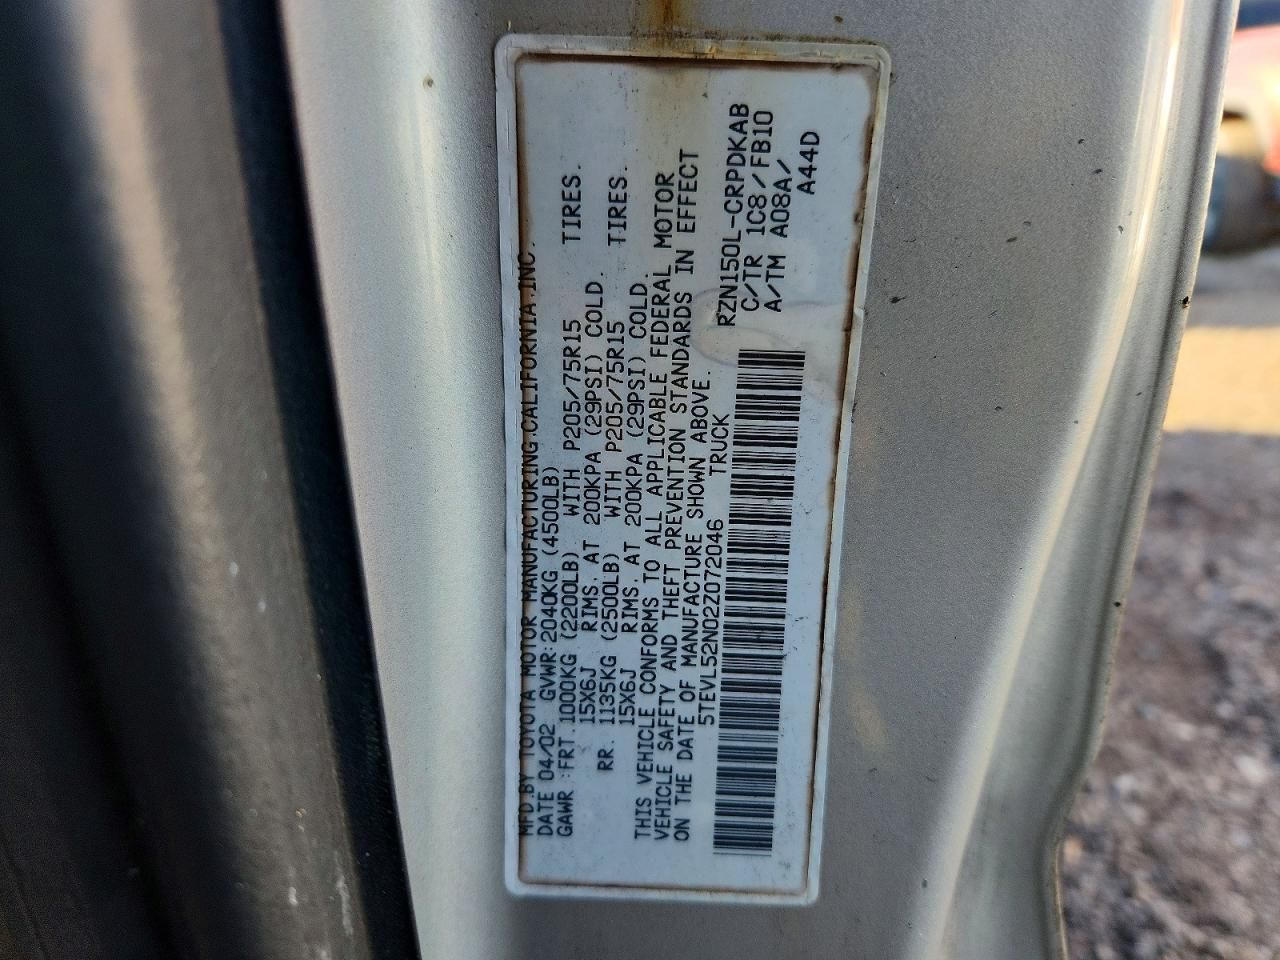 MFD.BY TOYOTA MOTOR MANUFACTURING.CALIFORNIA.INC.
DATE 04/02 GVWR:2040KG (4500LB)
GAWR :FRT. 1000KG (2200LB) WITH P205/75R15 TIRES.
15X6J RIMS. AT 200KPA (29PSI) COLD.
RR. 1135KG (2500LB) WITH P205/75R15 TIRES.
15X6J RIMS. AT 200KPA (29PSI) COLD.
THIS VEHICLE CONFORMS TO ALL APPLICABLE FEDERAL MOTOR
VEHICLE SAFETY AND THEFT PREVENTION STANDARDS IN EFFECT
ON THE DATE OF MANUFACTURE SHOWN ABOVE.
5TEVL52N02Z072046 TRUCK
RZN150L-CRPDKAB
C/TR 1C8 / FB10
A/TM A08A/
A44D